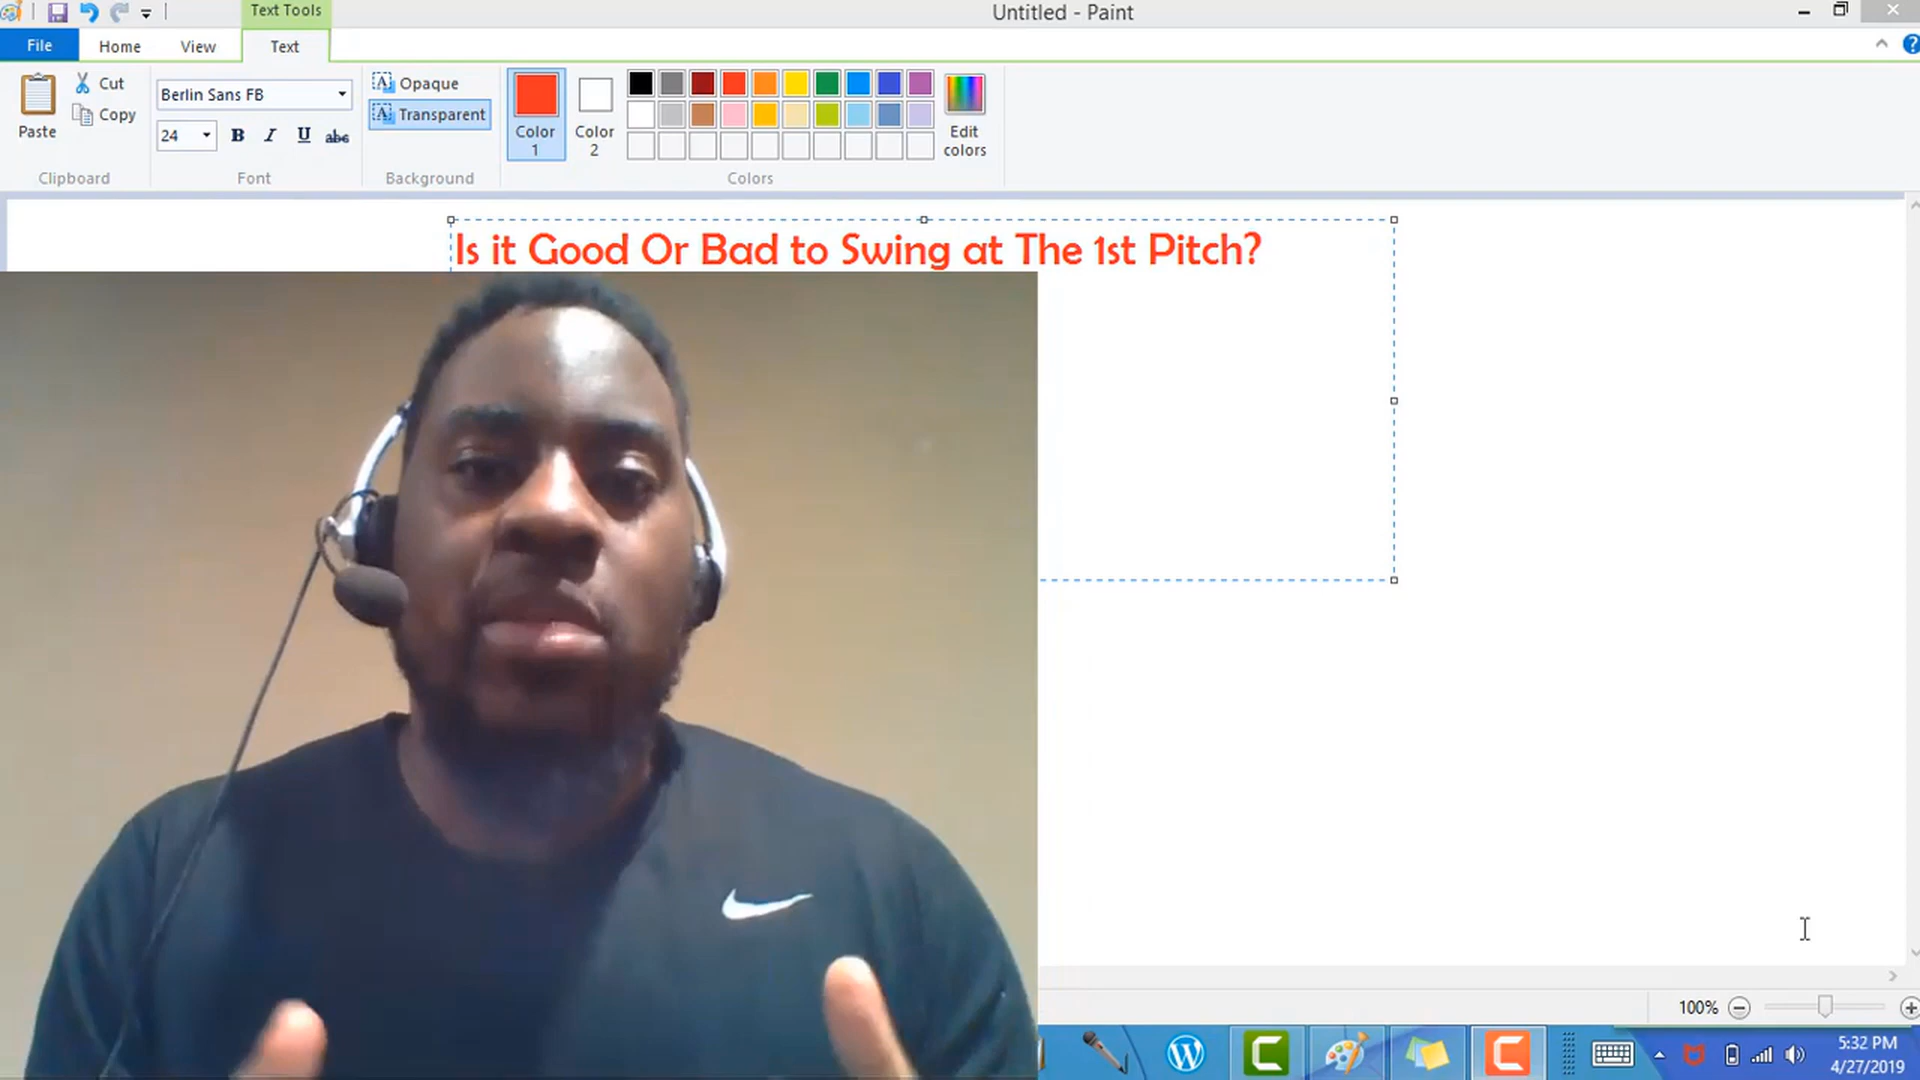 Text Tools
Untitled - Paint
File
Home
View
Text
Paste
Cut
Copy
Clipboard
Berlin Sans FB
24
B
I
U
abc
Font
Opaque
Transparent
Background
Color
1
Color
2
Edit
colors
Colors
Is it Good Or Bad to Swing at The 1st Pitch?
100%
5:32 PM
4/27/2019